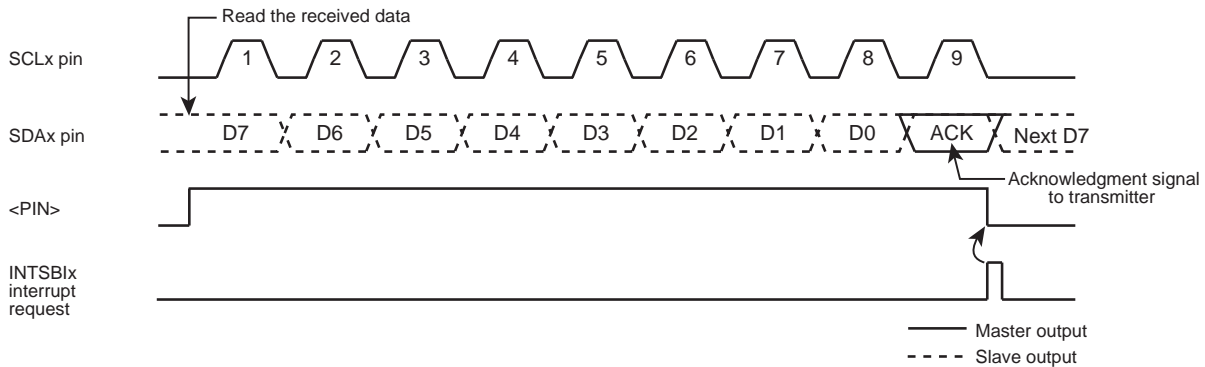 Read the received data
SCLx pin
1 2 3 4 5 6 7 8 9
SDAx pin
D7 D6 D5 D4 D3 D2 D1 D0 ACK Next D7
Acknowledgment signal
to transmitter
<PIN>
INTSBIx
interrupt
request
Master output
Slave output